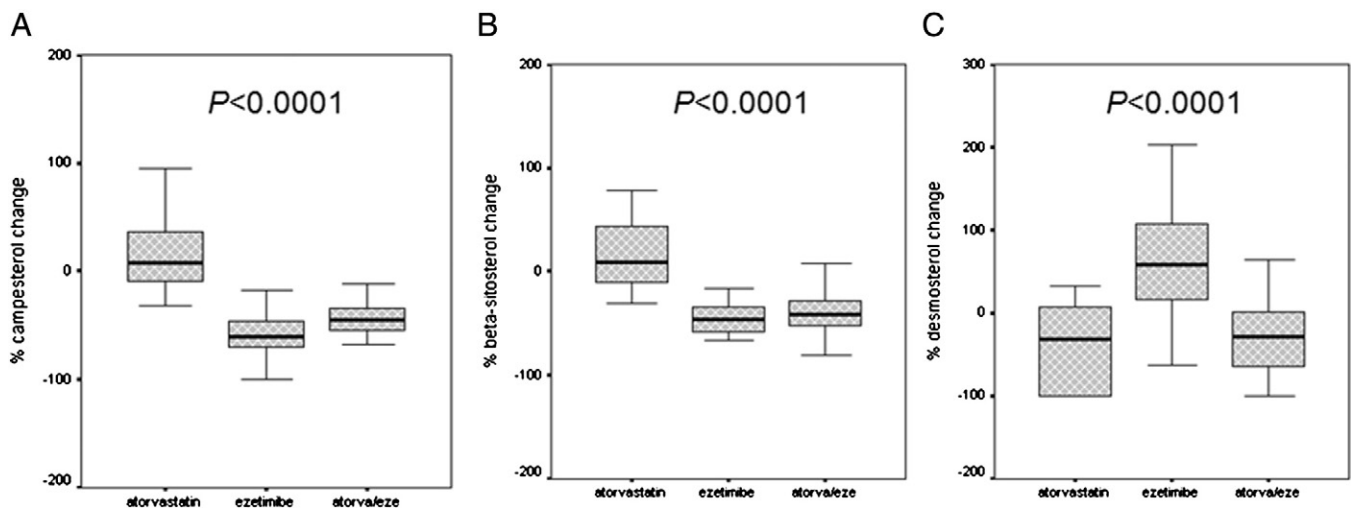 A
200
P<0.0001
100
% campesterol change
0
-100
-200
atorvastatin ezetimibe atorva/eze
B
200
P<0.0001
100
% beta-sitosterol change
0
-100
-200
atorvastatin ezetimibe atorva/eze
C
300
P<0.0001
200
100
% desmosterol change
0
-100
-200
atorvastatin ezetimibe atorva/eze